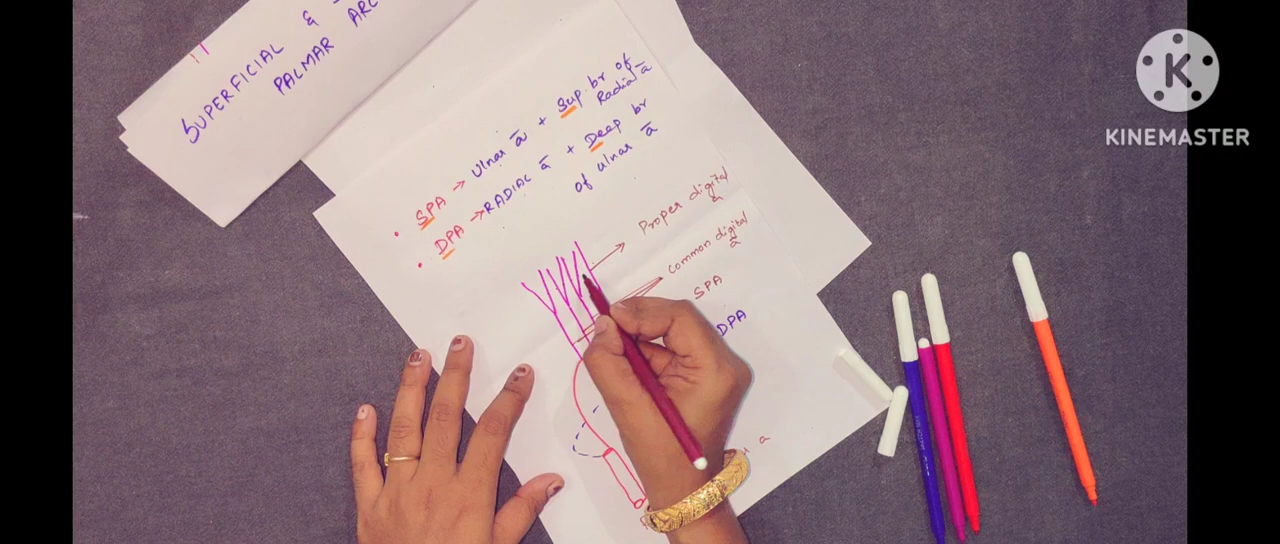 SUPERFICIAL &
PALMAR ARC
• SPA → Ulnar ā + Sup. br of
Radial ā
• DPA → RADIAL ā + Deep br
of ulnar ā
Proper digital
ā
Common digital
ā
SPA
DPA
a
K
KINEMASTER